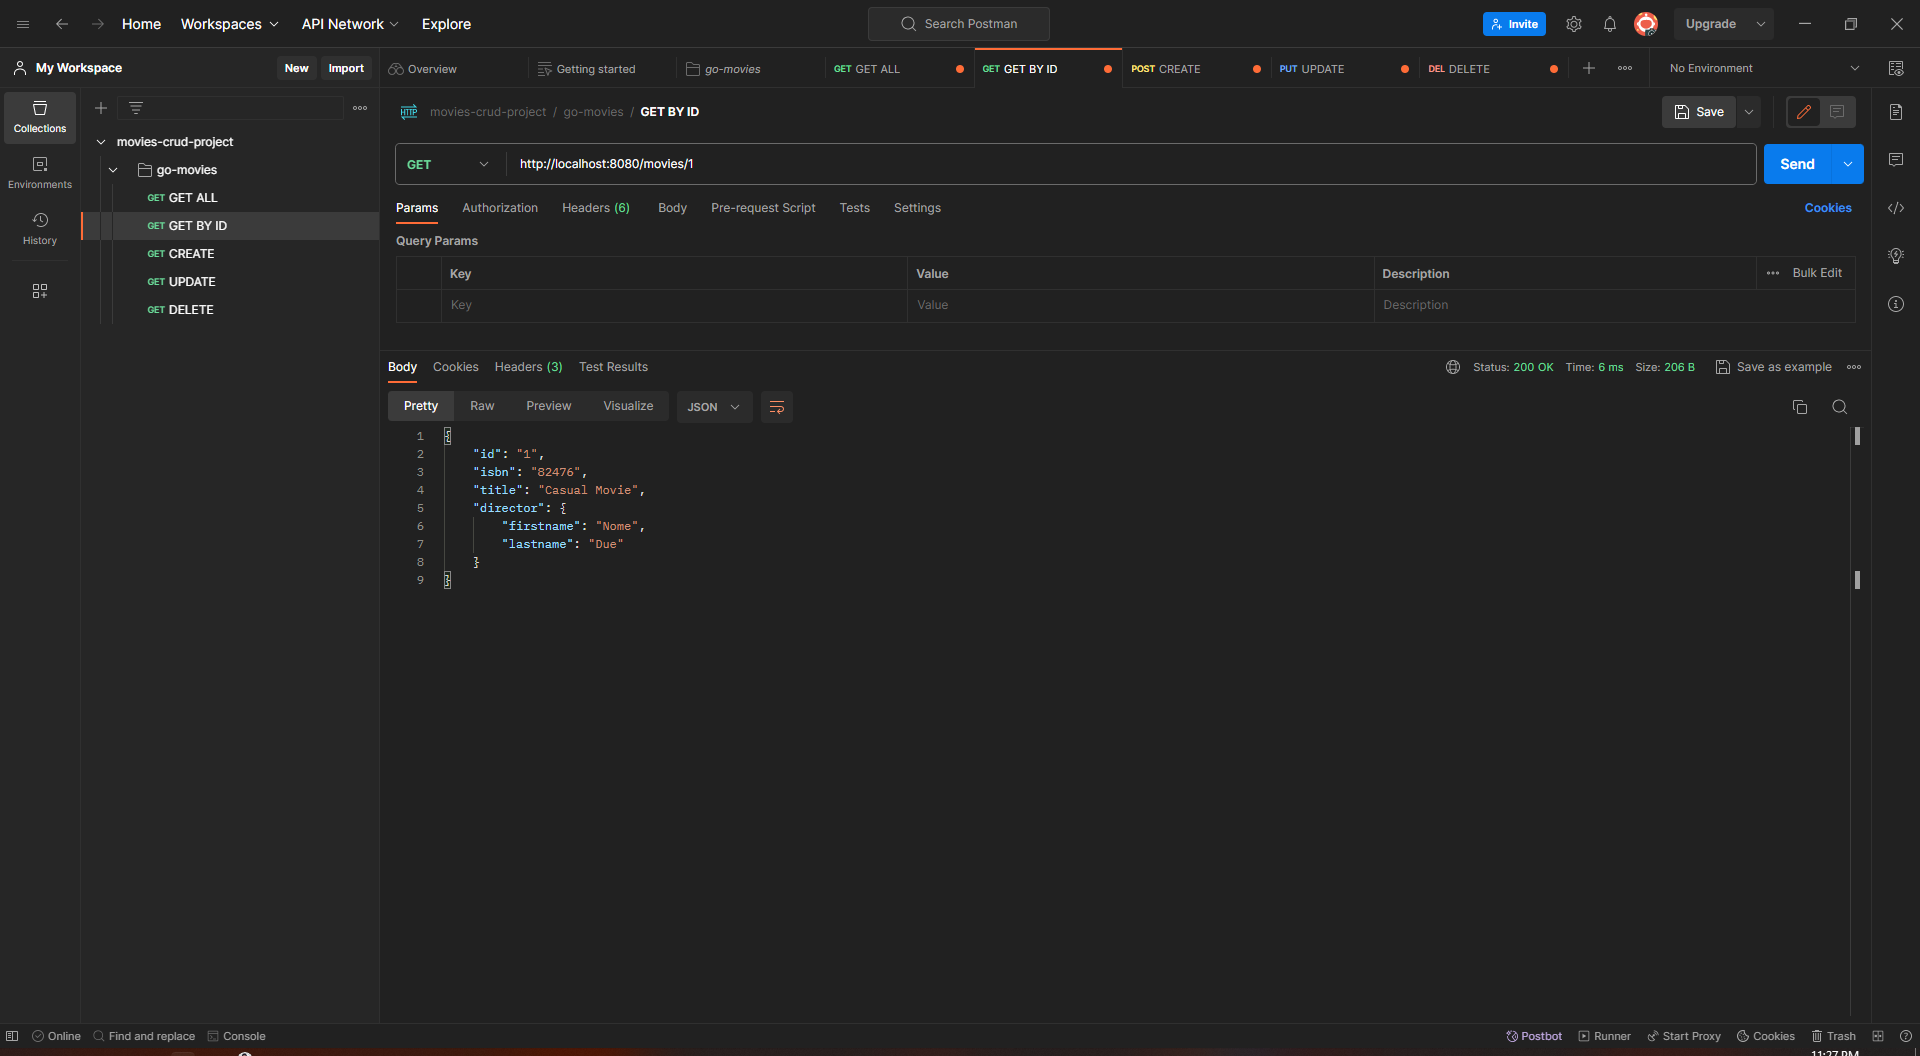 Home Workspaces API Network Explore Search Postman Invite Upgrade
My Workspace New Import Overview Getting started go-movies GET GET ALL GET GET BY ID POST CREATE PUT UPDATE DEL DELETE No Environment
Collections
Environments
History
movies-crud-project
go-movies
GET GET ALL
GET GET BY ID
GET CREATE
GET UPDATE
GET DELETE
HTTP movies-crud-project / go-movies / GET BY ID Save
GET http://localhost:8080/movies/1 Send
Params Authorization Headers (6) Body Pre-request Script Tests Settings Cookies
Query Params
Key Value Description Bulk Edit
Key Value Description
Body Cookies Headers (3) Test Results Status: 200 OK Time: 6 ms Size: 206 B Save as example
Pretty Raw Preview Visualize JSON
1 {
2 "id": "1",
3 "isbn": "82476",
4 "title": "Casual Movie",
5 "director": {
6 "firstname": "Nome",
7 "lastname": "Due"
8 }
9 }
Online Find and replace Console Postbot Runner Start Proxy Cookies Trash
11:27 PM